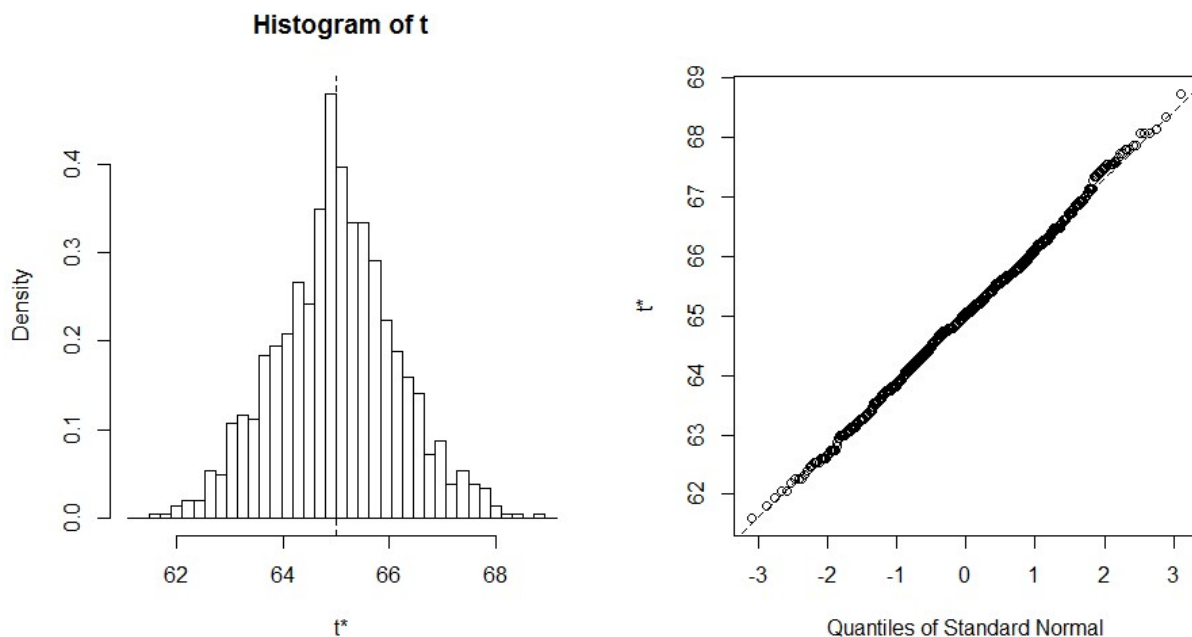 Histogram of t
Density
0.0 0.1 0.2 0.3 0.4
62 64 66 68
t*
t*
62 63 64 65 66 67 68 69
-3 -2 -1 0 1 2 3
Quantiles of Standard Normal